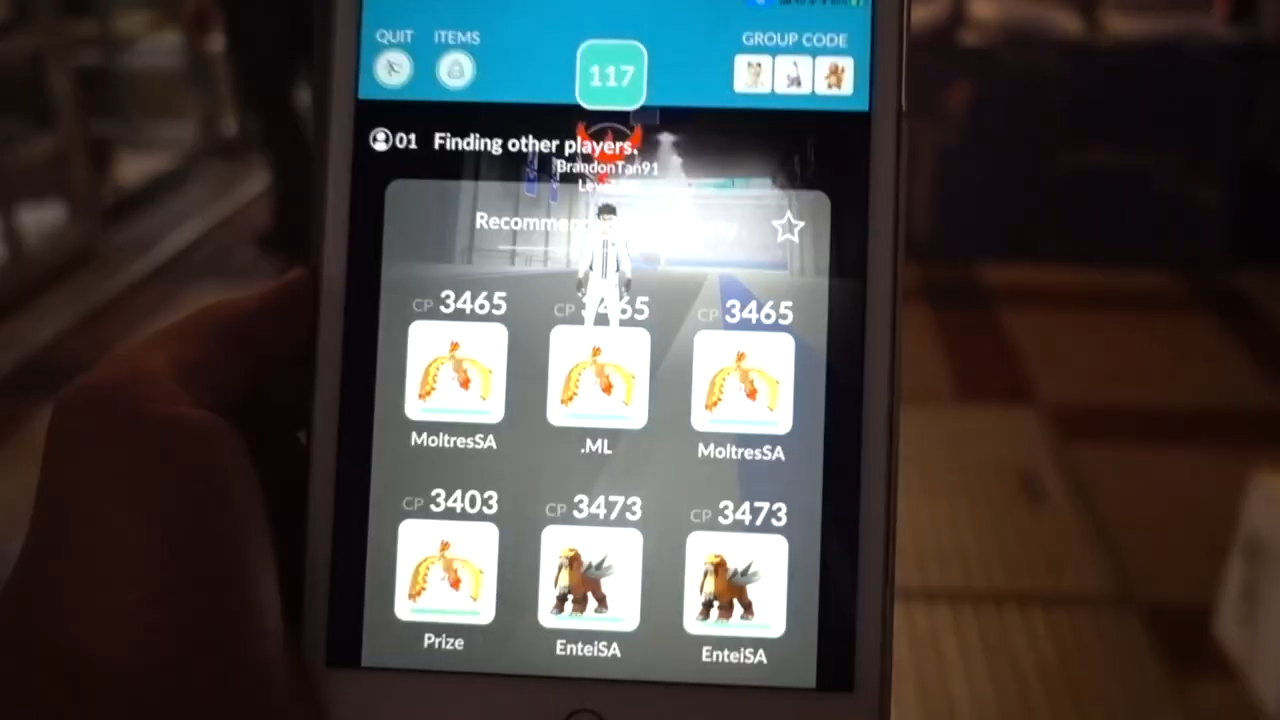 QUIT ITEMS
GROUP CODE
117
01 Finding other players.
BrandonTan91
CP 3465
CP 3465
CP 3465
MoltresSA
.ML
MoltresSA
CP 3403
CP 3473
CP 3473
Prize
EnteiSA
EnteiSA